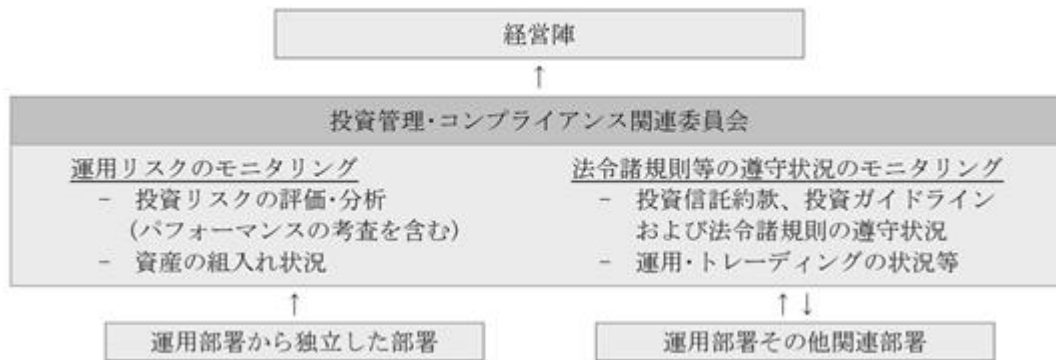 経営陣
↑
投資管理･コンプライアンス関連委員会
運用リスクのモニタリング
－ 投資リスクの評価･分析
(パフォーマンスの考査を含む)
－ 資産の組入れ状況
法令諸規則等の遵守状況のモニタリング
－ 投資信託約款、投資ガイドライン
および法令諸規則の遵守状況
－ 運用･トレーディングの状況等
↑
↑↓
運用部署から独立した部署
運用部署その他関連部署